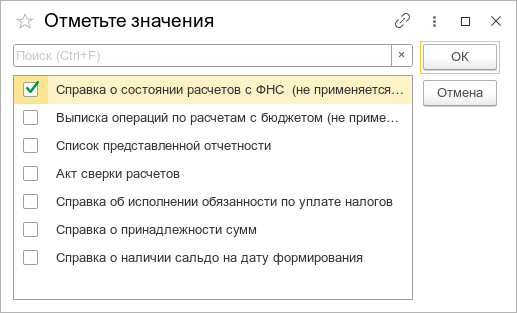 Отметьте значения
Поиск (Ctrl+F)
×
ОК
Справка о состоянии расчетов с ФНС (не применяется...
Отмена
Выписка операций по расчетам с бюджетом (не приме...
Список представленной отчетности
Акт сверки расчетов
Справка об исполнении обязанности по уплате налогов
Справка о принадлежности сумм
Справка о наличии сальдо на дату формирования